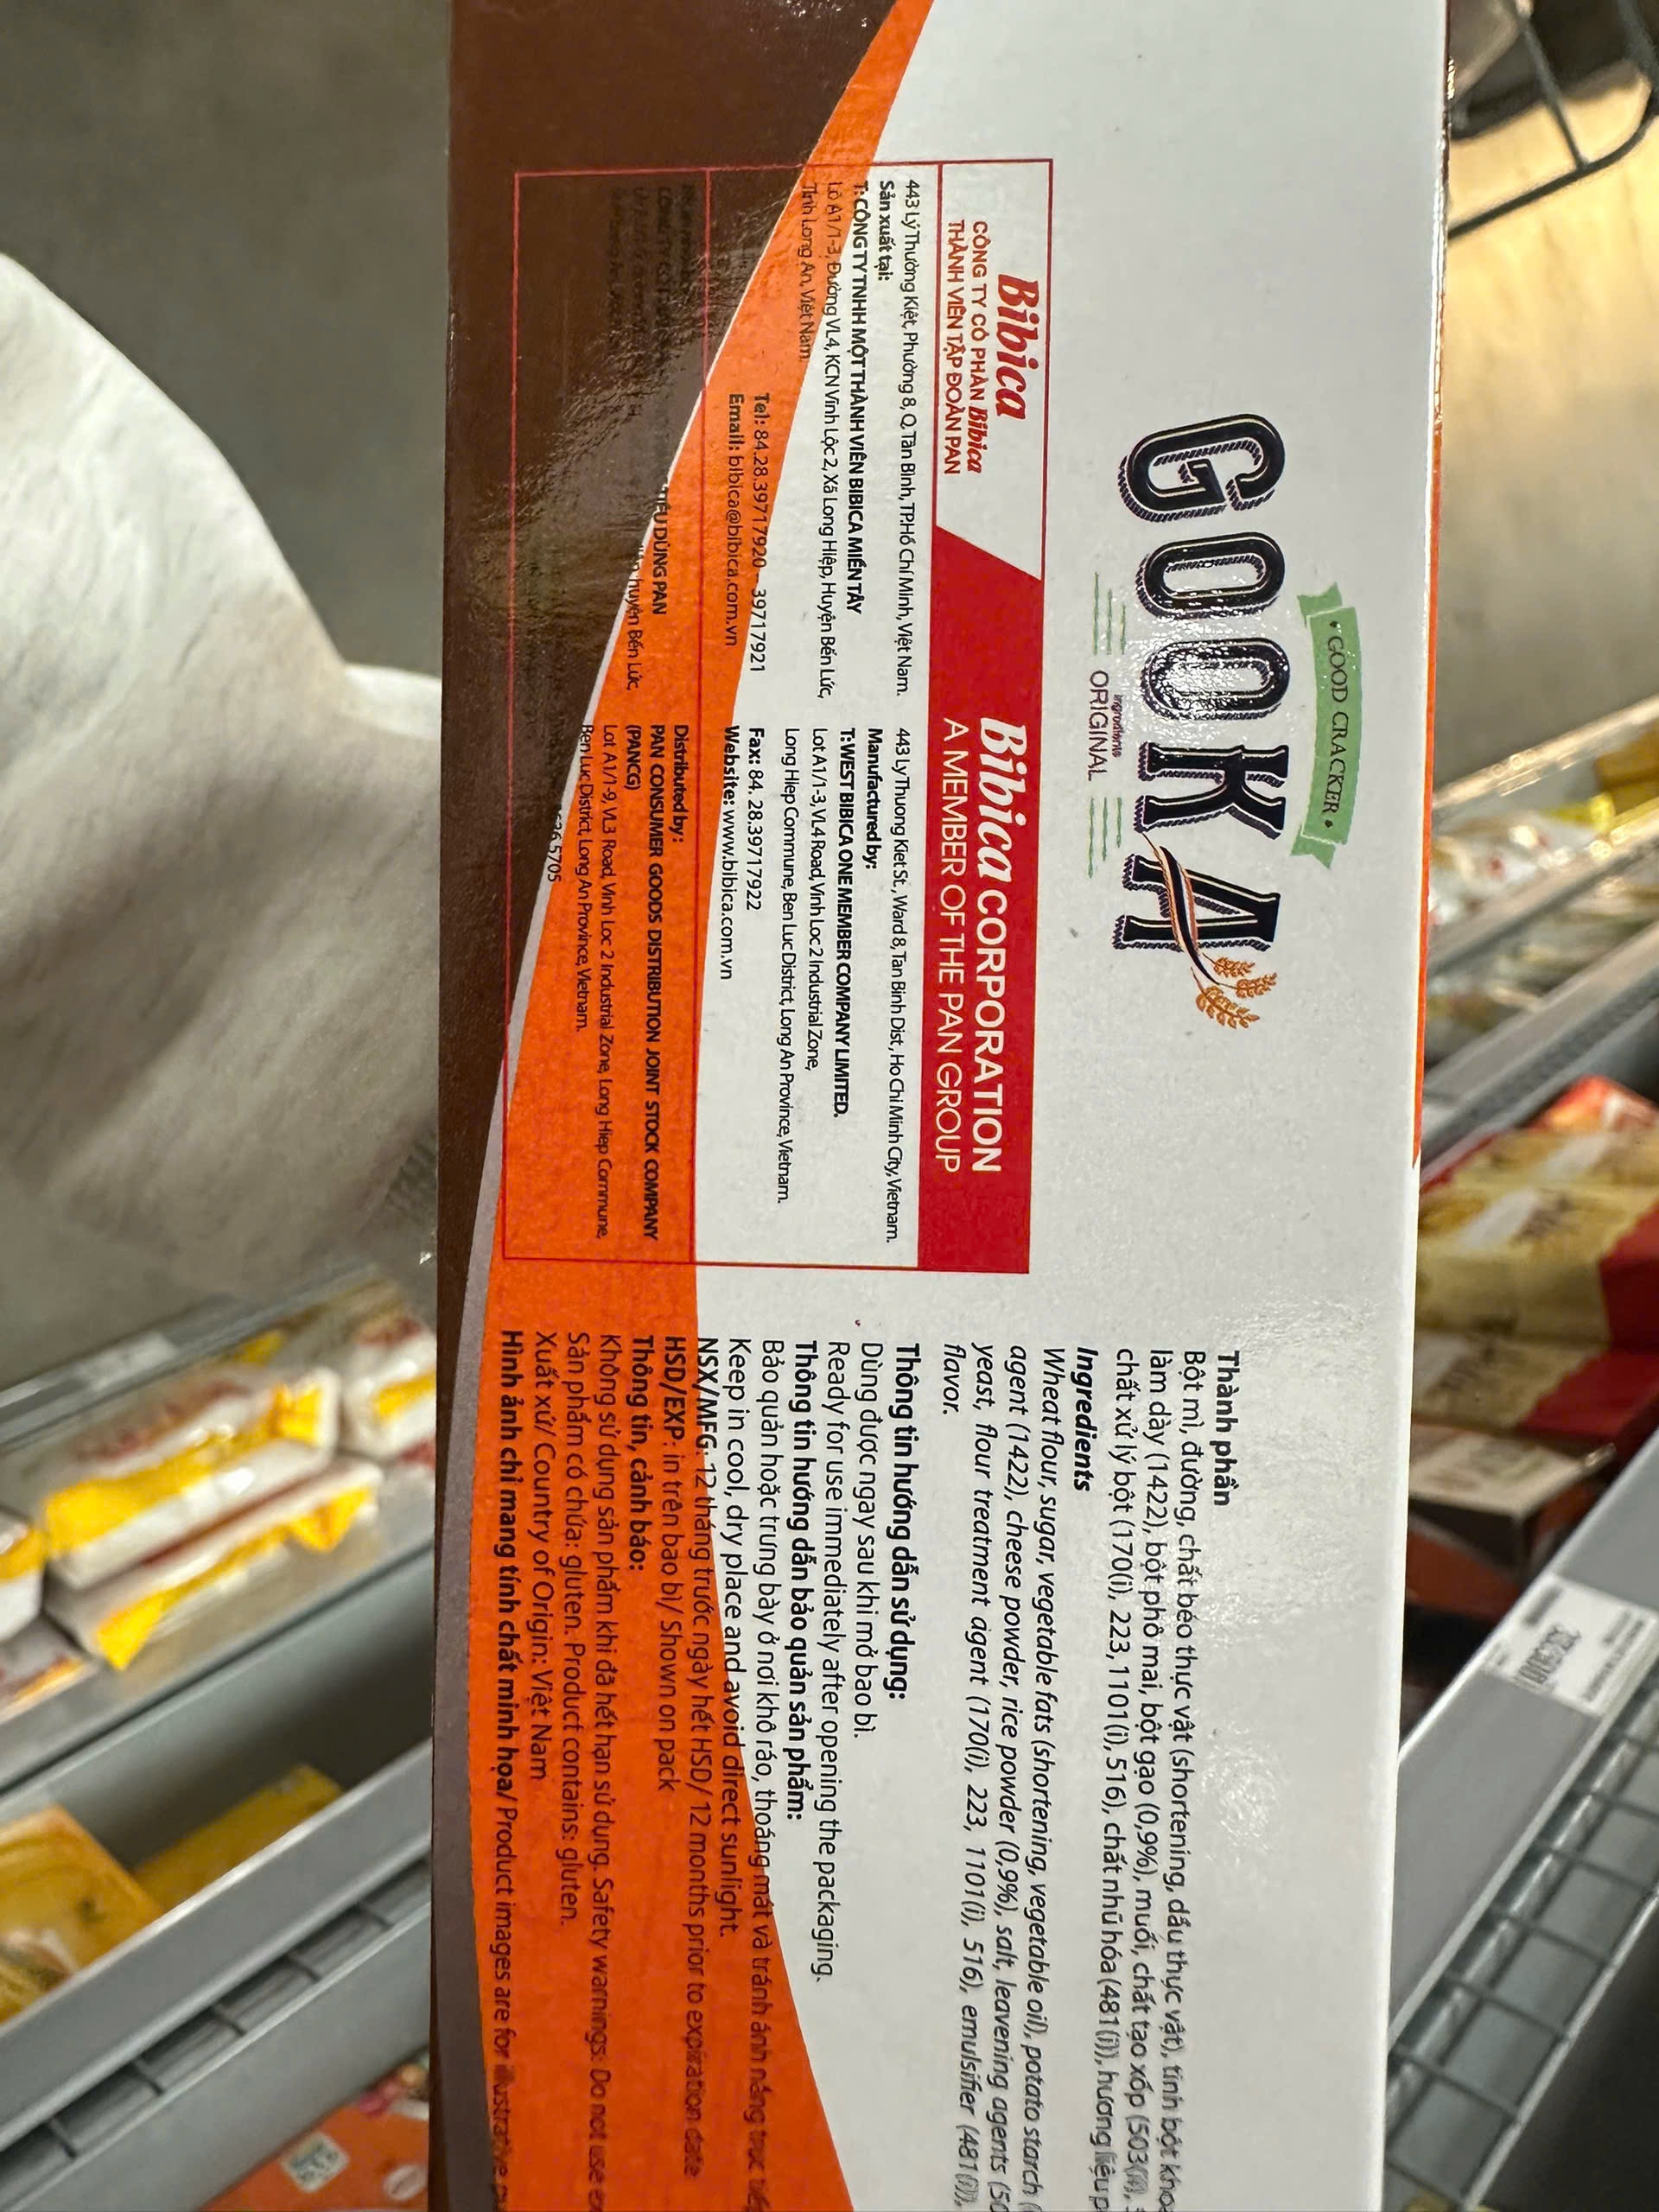 GOOD CRACKER
GOOKA
ingredients
ORIGINAL
Bibica
CÔNG TY CỔ PHẦN Bibica
THÀNH VIÊN TẬP ĐOÀN PAN
Bibica CORPORATION
A MEMBER OF THE PAN GROUP
443 Lý Thường Kiệt, Phường 8, Q. Tân Bình, TP.Hồ Chí Minh, Việt Nam.
Sản xuất tại:
T: CÔNG TY TNHH MỘT THÀNH VIÊN BIBICA MIỀN TÂY
Lô A1/1-3, Đường VL4, KCN Vĩnh Lộc 2, Xã Long Hiệp, Huyện Bến Lức,
Tỉnh Long An, Việt Nam.
443 Ly Thuong Kiet St., Ward 8, Tan Binh Dist., Ho Chi Minh City, Vietnam.
Manufactured by:
T: WEST BIBICA ONE MEMBER COMPANY LIMITED.
Lot A1/1-3, VL4 Road, Vinh Loc 2 Industrial Zone,
Long Hiep Commune, Ben Luc District, Long An Province, Vietnam.
Tel: 84.28.39717920 - 39717921
Fax: 84. 28.39717922
Email: bibica@bibica.com.vn
Website: www.bibica.com.vn
TIÊU DÙNG PAN
huyện Bến Lức,
Distributed by :
PAN CONSUMER GOODS DISTRIBUTION JOINT STOCK COMPANY
(PANCG)
Lot A1/1-9, VL3 Road, Vinh Loc 2 Industrial Zone, Long Hiep Commune,
Ben Luc District, Long An Province, Vietnam.
5705
Thành phần
Bột mì, đường, chất béo thực vật (shortening, dầu thực vật), tinh bột khoa
làm dày (1422), bột phô mai, bột gạo (0,9%), muối, chất tạo xốp (503(ii),
chất xử lý bột (170(i), 223, 1101(i), 516), chất nhũ hóa (481(i)), hương liệu p
Ingredients
Wheat flour, sugar, vegetable fats (shortening, vegetable oil), potato starch (
agent (1422), cheese powder, rice powder (0,9%), salt, leavening agents (50
yeast, flour treatment agent (170(i), 223, 1101(i), 516), emulsifier (481(i)),
flavor.
Thông tin hướng dẫn sử dụng:
Dùng được ngay sau khi mở bao bì.
Ready for use immediately after opening the packaging.
Thông tin hướng dẫn bảo quản sản phẩm:
Bảo quản hoặc trưng bày ở nơi khô ráo, thoáng mát và tránh ánh nắng trực tiếp
Keep in cool, dry place and avoid direct sunlight.
NSX/MFG: 12 tháng trước ngày hết HSD/ 12 months prior to expiration date
HSD/EXP: in trên bao bì/ Shown on pack
Thông tin, cảnh báo:
Không sử dụng sản phẩm khi đã hết hạn sử dụng. Safety warnings: Do not use ex
Sản phẩm có chứa: gluten. Product contains: gluten.
Xuất xứ/ Country of Origin: Việt Nam
Hình ảnh chỉ mang tính chất minh họa/ Product images are for illustrative pu